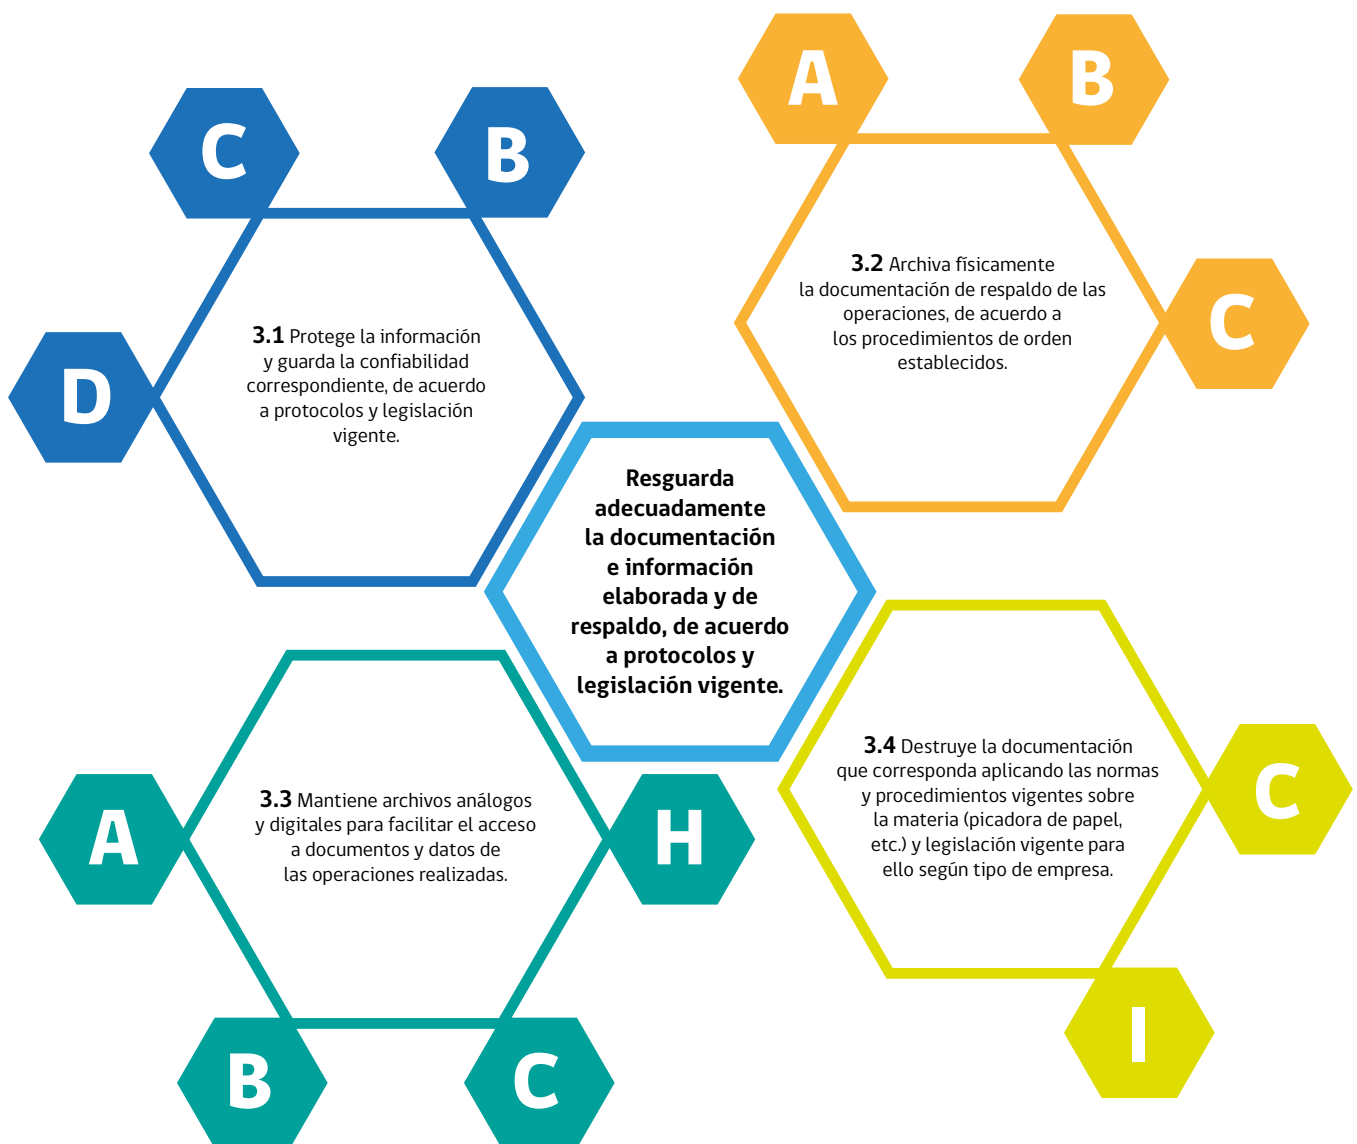 C
B
D
3.1 Protege la información
y guarda la confiabilidad
correspondiente, de acuerdo
a protocolos y legislación
vigente.
A
B
C
3.2 Archiva físicamente
la documentación de respaldo de las
operaciones, de acuerdo a
los procedimientos de orden
establecidos.
Resguarda
adecuadamente
la documentación
e información
elaborada y de
respaldo, de acuerdo
a protocolos y
legislación vigente.
3.3 Mantiene archivos análogos
y digitales para facilitar el acceso
a documentos y datos de
las operaciones realizadas.
A
H
B
C
3.4 Destruye la documentación
que corresponda aplicando las normas
y procedimientos vigentes sobre
la materia (picadora de papel,
etc.) y legislación vigente para
ello según tipo de empresa.
C
I